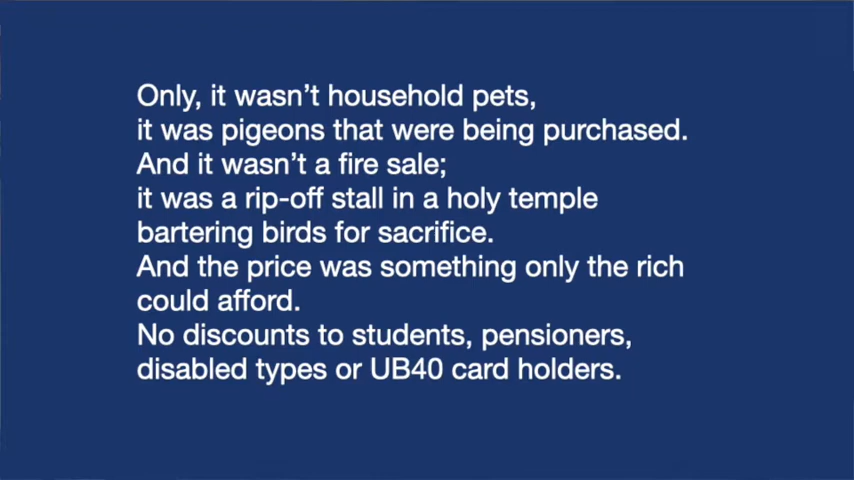 Only, it wasn't household pets,
it was pigeons that were being purchased.
And it wasn't a fire sale;
it was a rip-off stall in a holy temple
bartering birds for sacrifice.
And the price was something only the rich
could afford.
No discounts to students, pensioners,
disabled types or UB40 card holders.